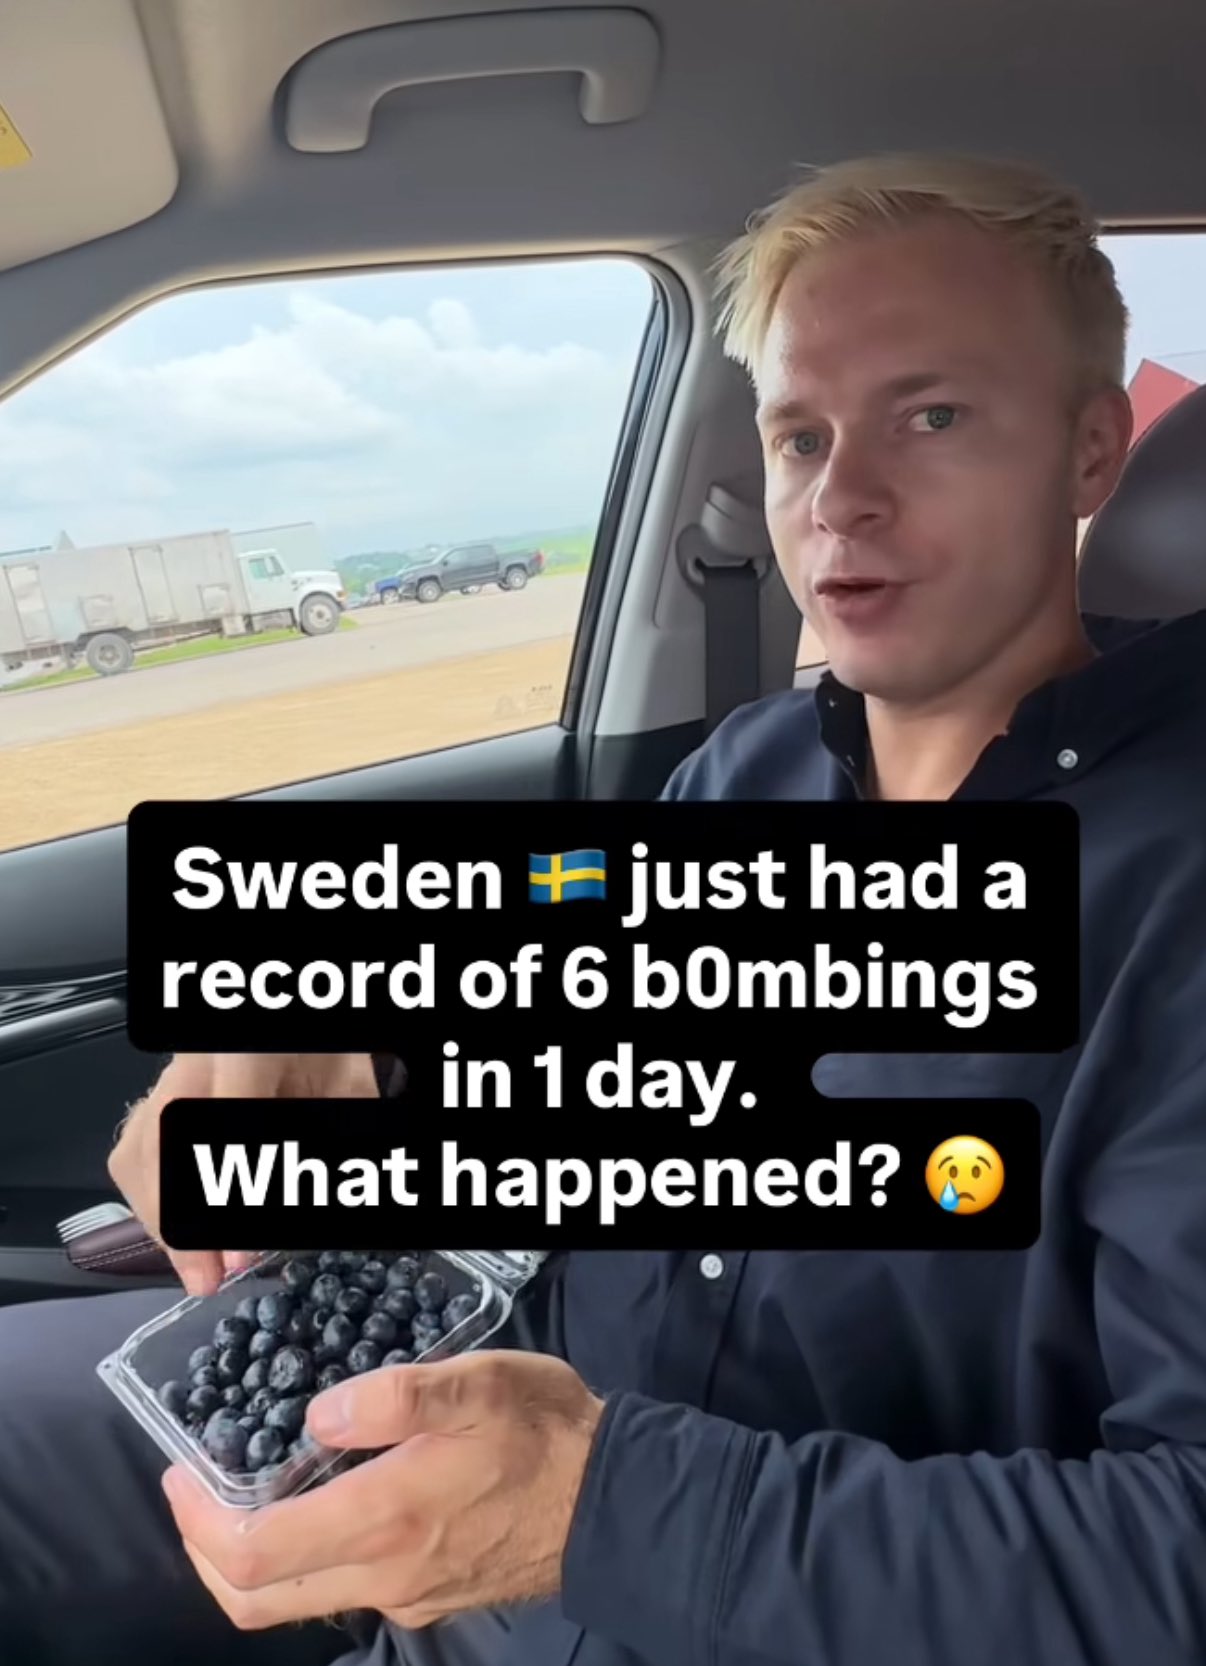 Sweden 🇸🇪 just had a
record of 6 b0mbings
in 1 day.
What happened? 😢